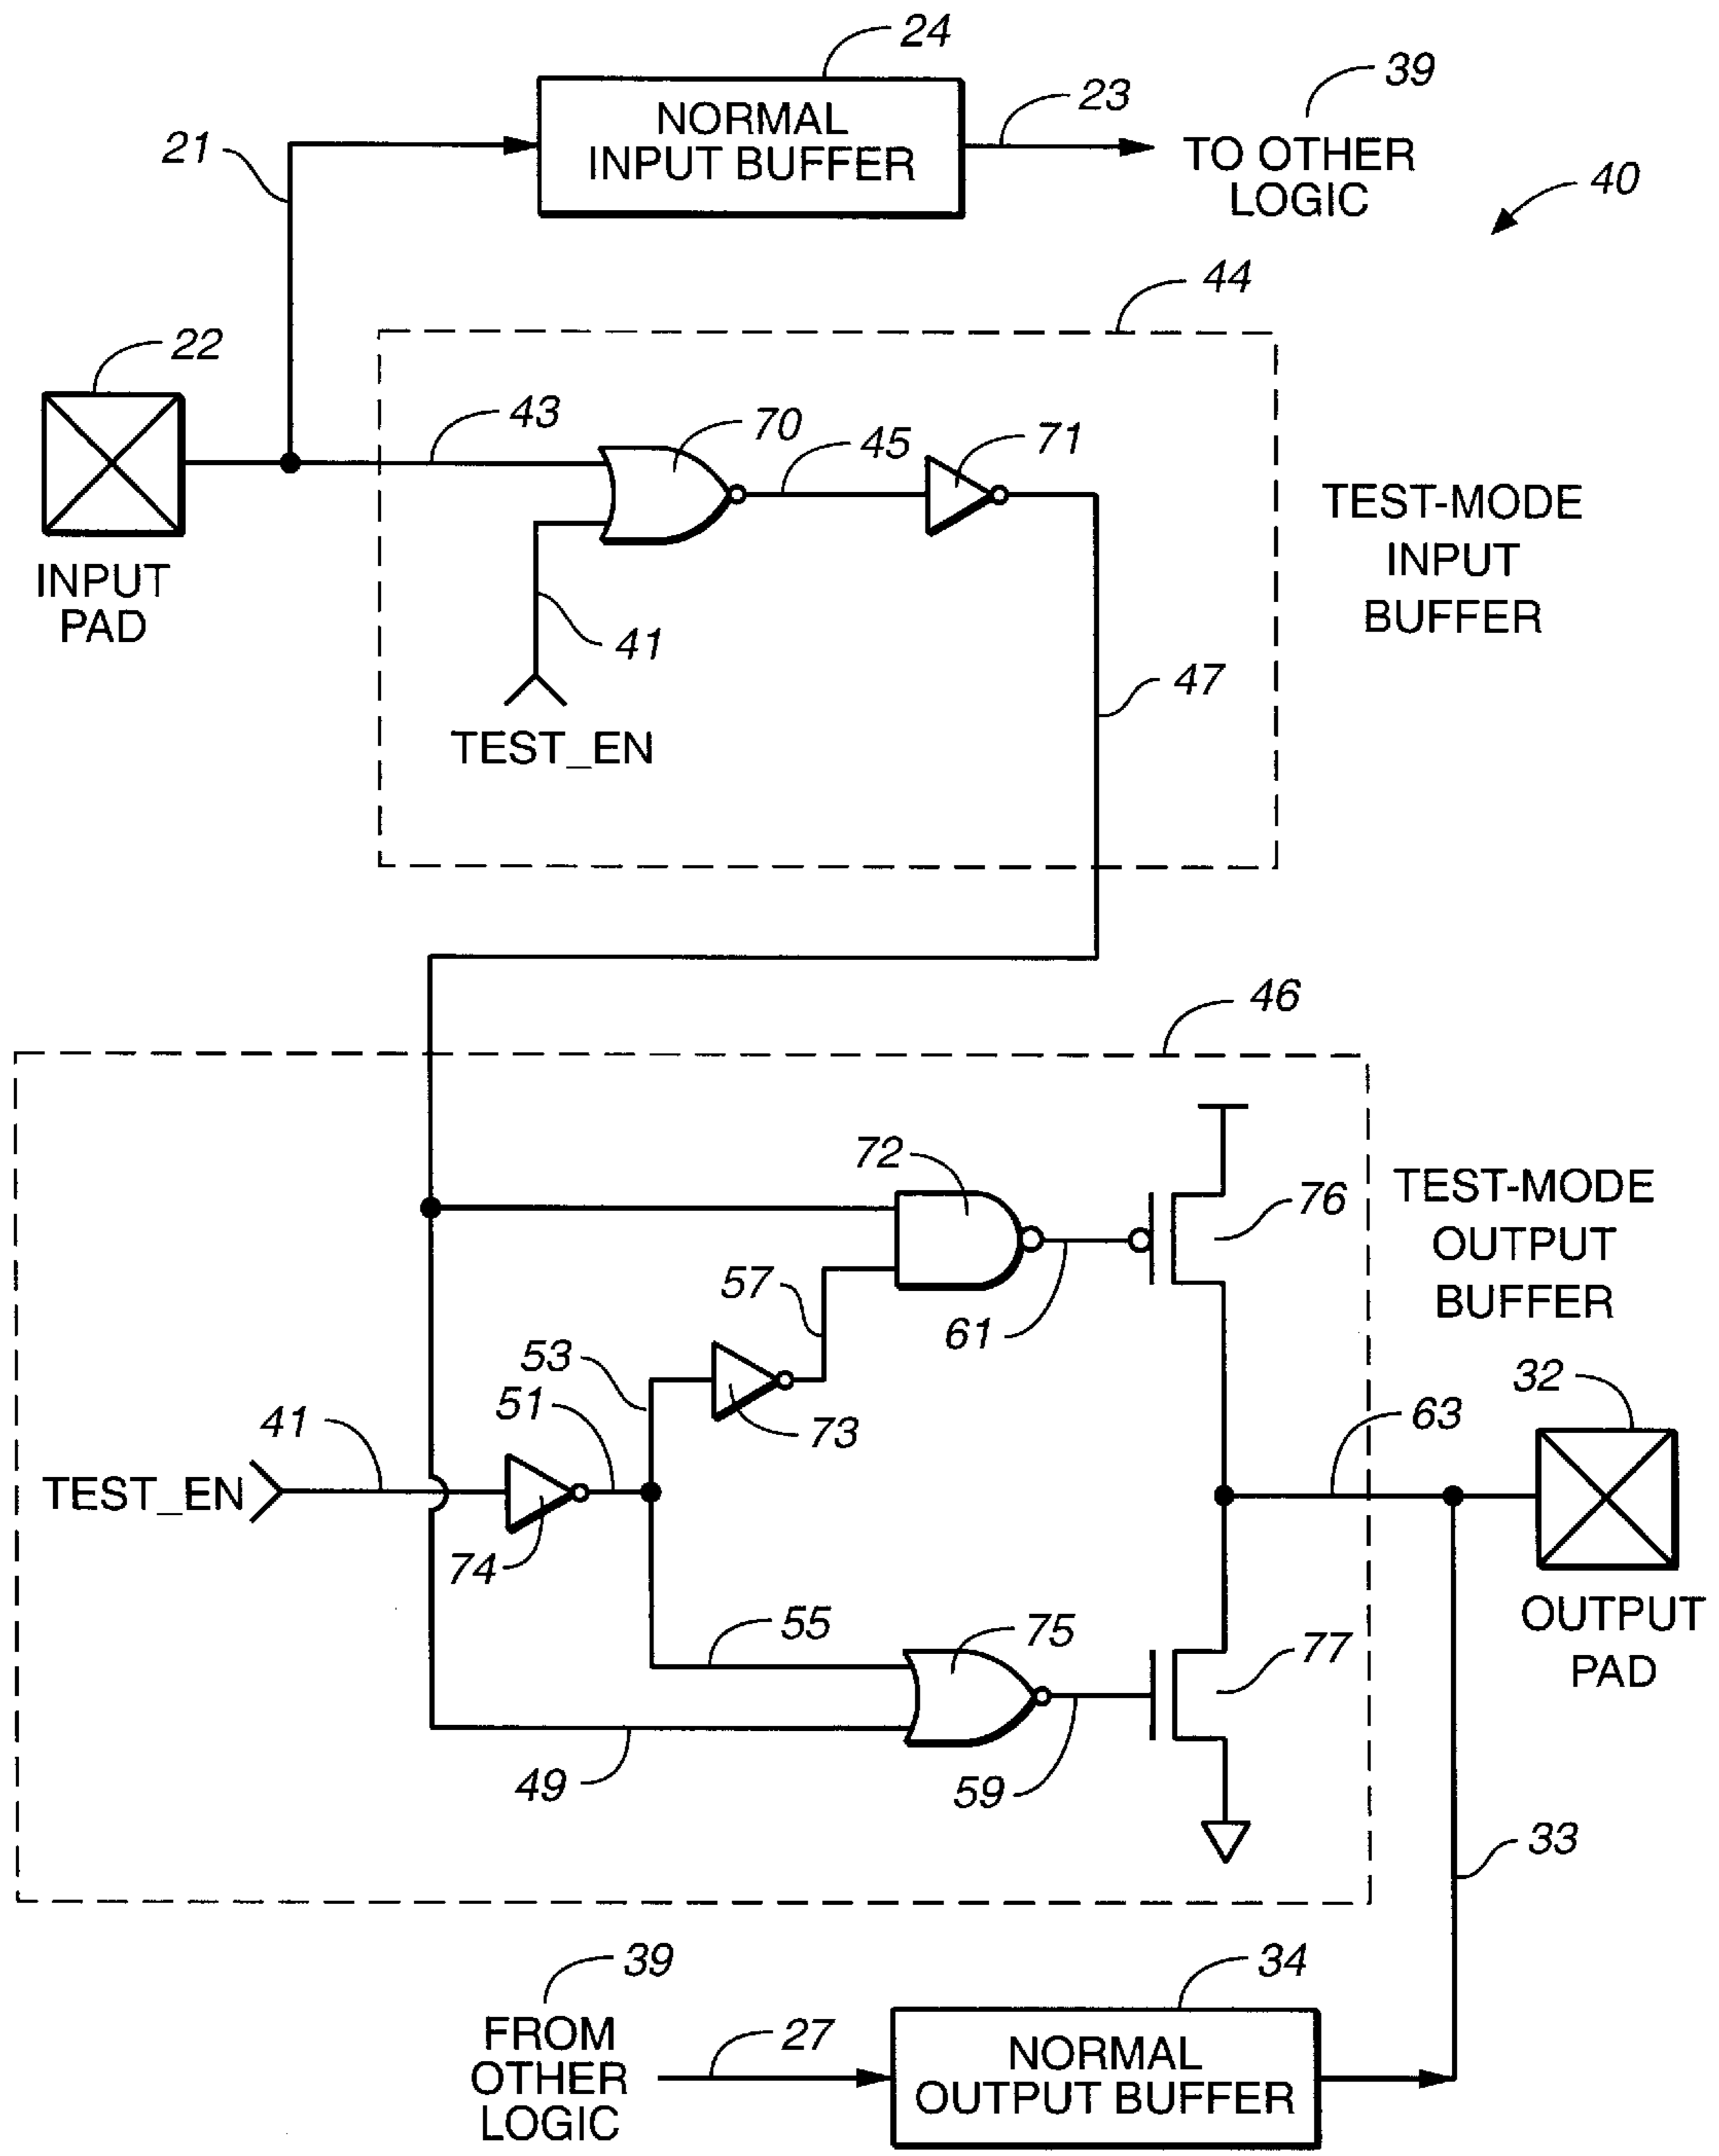 24
NORMAL
INPUT BUFFER
23
39
TO OTHER
LOGIC
40
21
44
22
INPUT
PAD
43
70
45
71
41
TEST_EN
47
TEST-MODE
INPUT
BUFFER
46
72
76
TEST-MODE
OUTPUT
BUFFER
57
61
53
51
73
41
TEST_EN
74
63
32
OUTPUT
PAD
55
75
77
49
59
33
39
FROM
OTHER
LOGIC
27
34
NORMAL
OUTPUT BUFFER